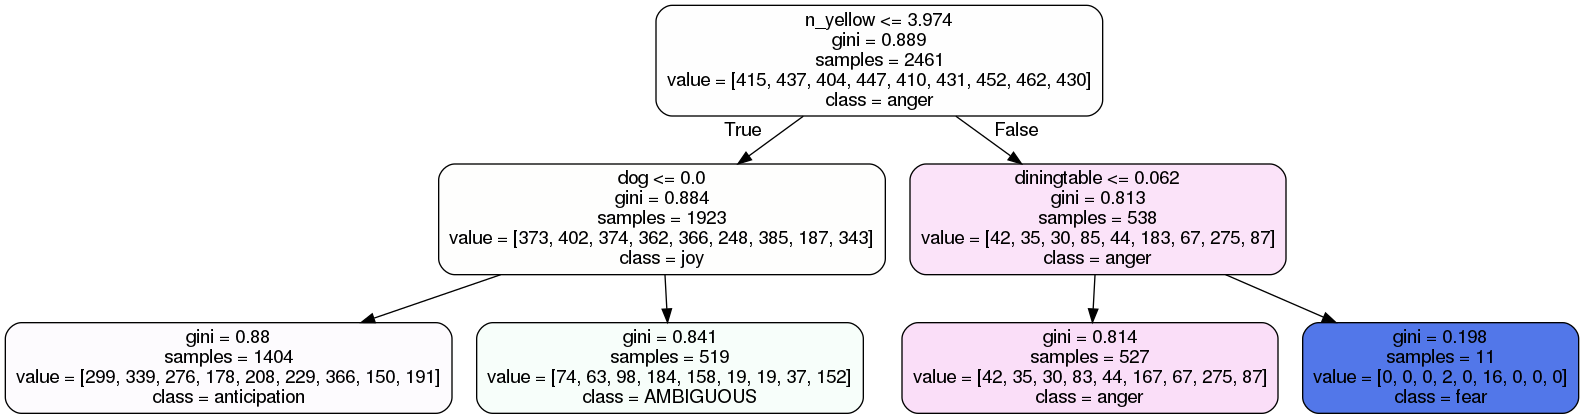 n_yellow <= 3.974
gini = 0.889
samples = 2461
value = [415, 437, 404, 447, 410, 431, 452, 462, 430]
class = anger
True
False
dog <= 0.0
gini = 0.884
samples = 1923
value = [373, 402, 374, 362, 366, 248, 385, 187, 343]
class = joy
diningtable <= 0.062
gini = 0.813
samples = 538
value = [42, 35, 30, 85, 44, 183, 67, 275, 87]
class = anger
gini = 0.88
samples = 1404
value = [299, 339, 276, 178, 208, 229, 366, 150, 191]
class = anticipation
gini = 0.841
samples = 519
value = [74, 63, 98, 184, 158, 19, 19, 37, 152]
class = AMBIGUOUS
gini = 0.814
samples = 527
value = [42, 35, 30, 83, 44, 167, 67, 275, 87]
class = anger
gini = 0.198
samples = 11
value = [0, 0, 0, 2, 0, 16, 0, 0, 0]
class = fear